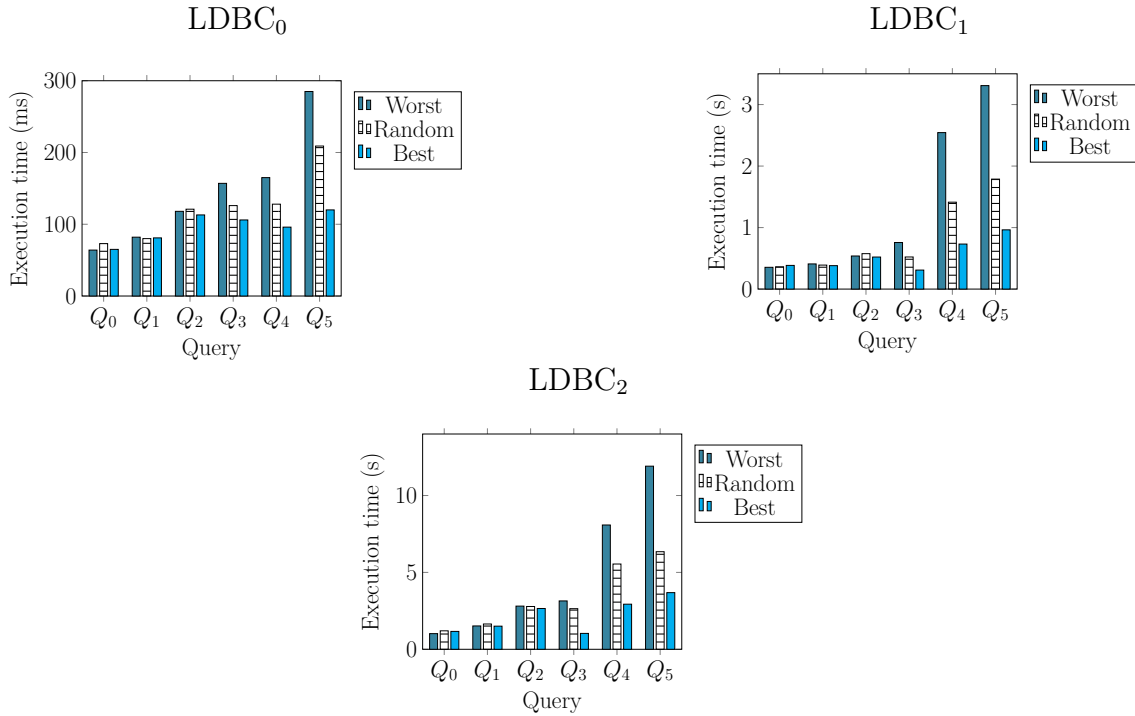 LDBC₀
Execution time (ms)
300
200
100
0
Q₀ Q₁ Q₂ Q₃ Q₄ Q₅
Query
Worst
Random
Best
LDBC₁
Execution time (s)
3
2
1
0
Q₀ Q₁ Q₂ Q₃ Q₄ Q₅
Query
Worst
Random
Best
LDBC₂
Execution time (s)
10
5
0
Q₀ Q₁ Q₂ Q₃ Q₄ Q₅
Query
Worst
Random
Best